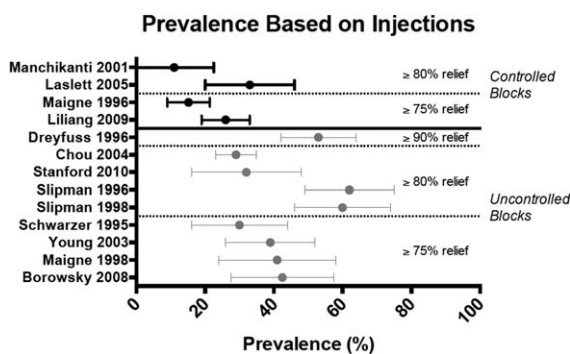 Prevalence Based on Injections
Manchikanti 2001
Laslett 2005
≥ 80% relief
Controlled
Blocks
Maigne 1996
Liliang 2009
≥ 75% relief
Dreyfuss 1996
≥ 90% relief
Chou 2004
Stanford 2010
Slipman 1996
Slipman 1998
≥ 80% relief
Uncontrolled
Blocks
Schwarzer 1995
Young 2003
Maigne 1998
Borowsky 2008
≥ 75% relief
0 20 40 60 80 100
Prevalence (%)